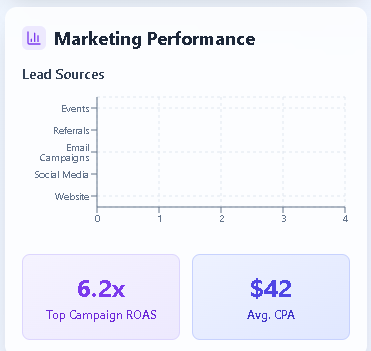 Marketing Performance
Lead Sources
Events
Referrals
Email
Campaigns
Social Media
Website
0 1 2 3 4
6.2x
Top Campaign ROAS
$42
Avg. CPA